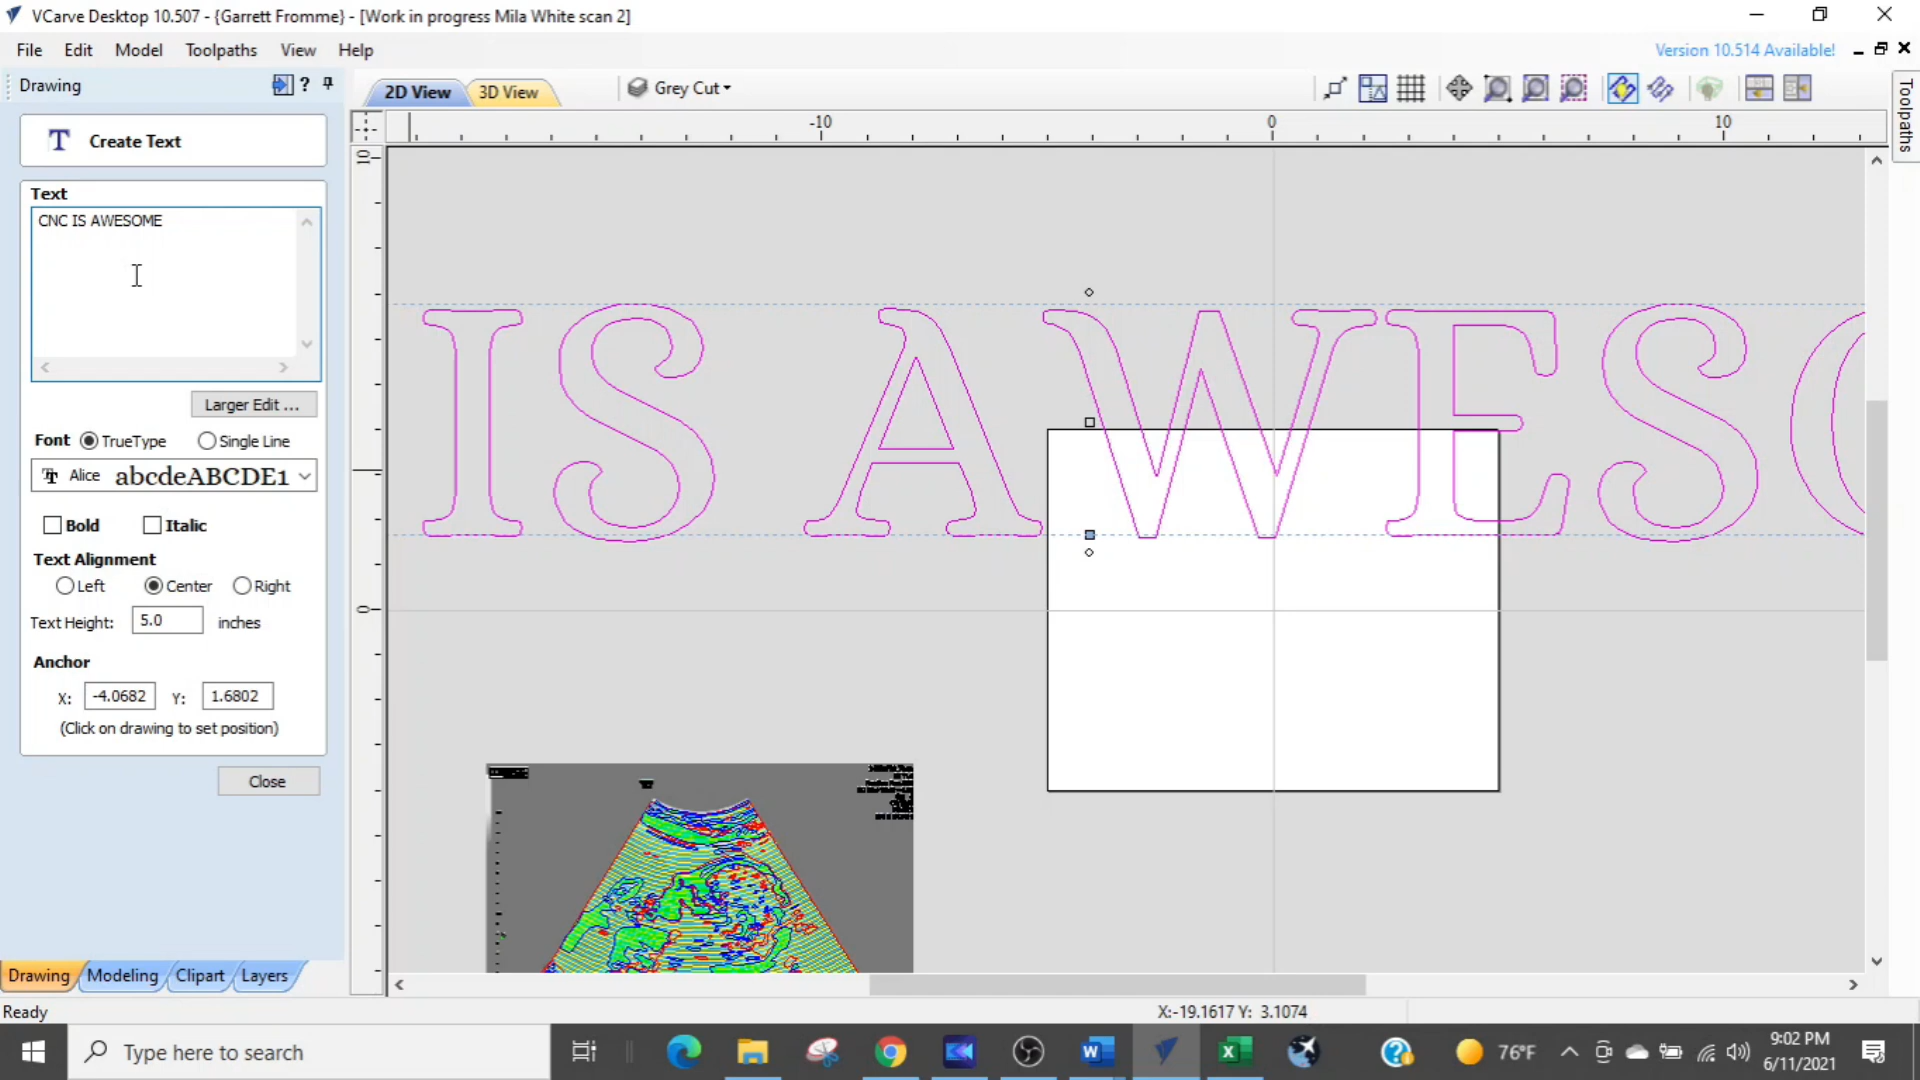 VCarve Desktop 10.507 - {Garrett Fromme} - [Work in progress Mila White scan 2]
File Edit Model Toolpaths View Help
Version 10.514 Available!
Drawing
?
2D View
3D View
Grey Cut
Toolpaths
-10 0 10
10
0
T Create Text
Text
CNC IS AWESOME
Larger Edit ...
Font TrueType Single Line
Alice abcdeABCDE1
Bold Italic
Text Alignment
Left Center Right
Text Height: 5.0 inches
Anchor
X: -4.0682 Y: 1.6802
(Click on drawing to set position)
Close
IS AWESO
Drawing Modeling Clipart Layers
Ready
X:-19.1617 Y: 3.1074
Type here to search
76°F
9:02 PM
6/11/2021